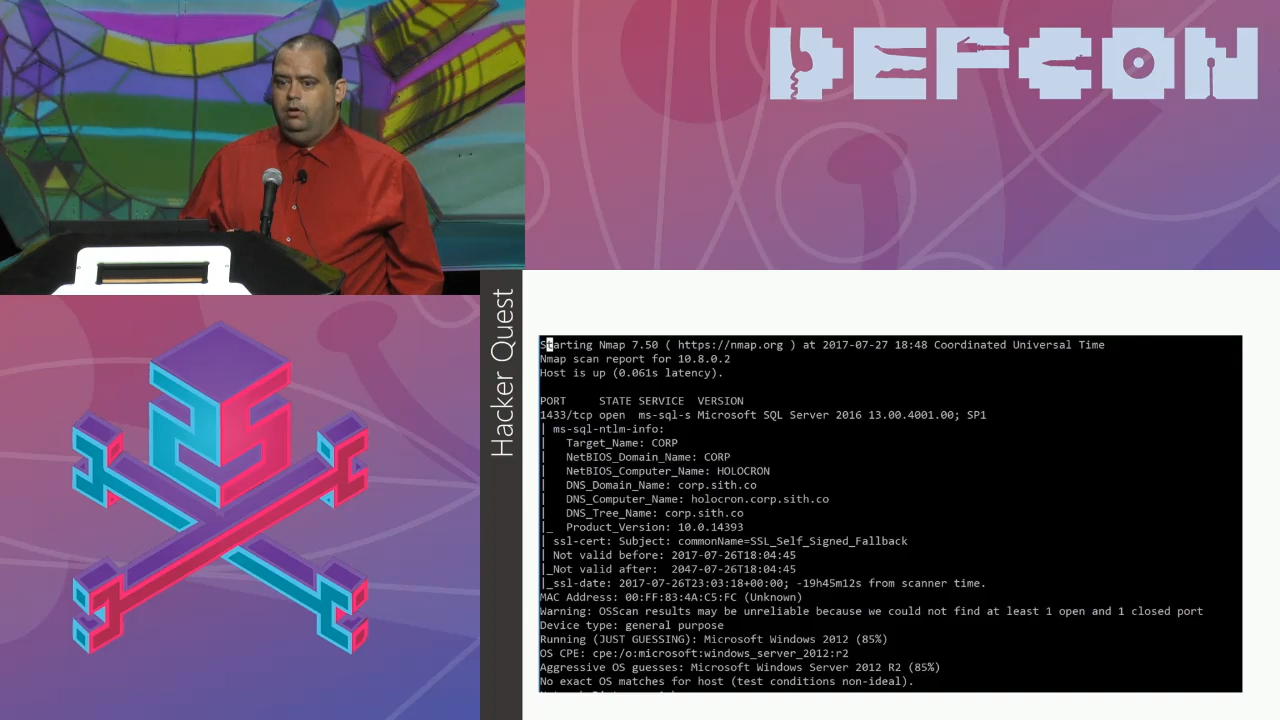 DEFCON
Hacker Quest
Starting Nmap 7.50 ( https://nmap.org ) at 2017-07-27 18:48 Coordinated Universal Time
Nmap scan report for 10.8.0.2
Host is up (0.061s latency).
PORT     STATE SERVICE  VERSION
1433/tcp open  ms-sql-s Microsoft SQL Server 2016 13.00.4001.00; SP1
| ms-sql-ntlm-info:
|   Target_Name: CORP
|   NetBIOS_Domain_Name: CORP
|   NetBIOS_Computer_Name: HOLOCRON
|   DNS_Domain_Name: corp.sith.co
|   DNS_Computer_Name: holocron.corp.sith.co
|   DNS_Tree_Name: corp.sith.co
|_  Product_Version: 10.0.14393
| ssl-cert: Subject: commonName=SSL_Self_Signed_Fallback
| Not valid before: 2017-07-26T18:04:45
|_Not valid after:  2047-07-26T18:04:45
|_ssl-date: 2017-07-26T23:03:18+00:00; -19h45m12s from scanner time.
MAC Address: 00:FF:83:4A:C5:FC (Unknown)
Warning: OSScan results may be unreliable because we could not find at least 1 open and 1 closed port
Device type: general purpose
Running (JUST GUESSING): Microsoft Windows 2012 (85%)
OS CPE: cpe:/o:microsoft:windows_server_2012:r2
Aggressive OS guesses: Microsoft Windows Server 2012 R2 (85%)
No exact OS matches for host (test conditions non-ideal).